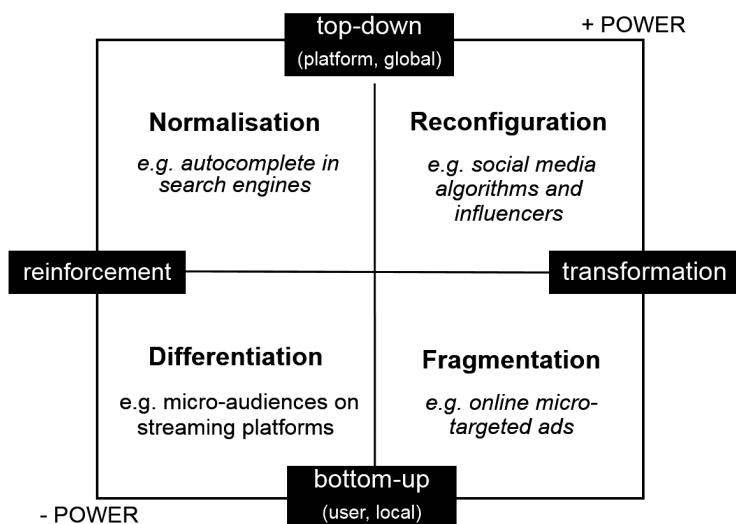 top-down
(platform, global)
+ POWER
Normalisation
e.g. autocomplete in
search engines
Reconfiguration
e.g. social media
algorithms and
influencers
reinforcement
transformation
Differentiation
e.g. micro-audiences on
streaming platforms
Fragmentation
e.g. online micro-
targeted ads
bottom-up
(user, local)
- POWER